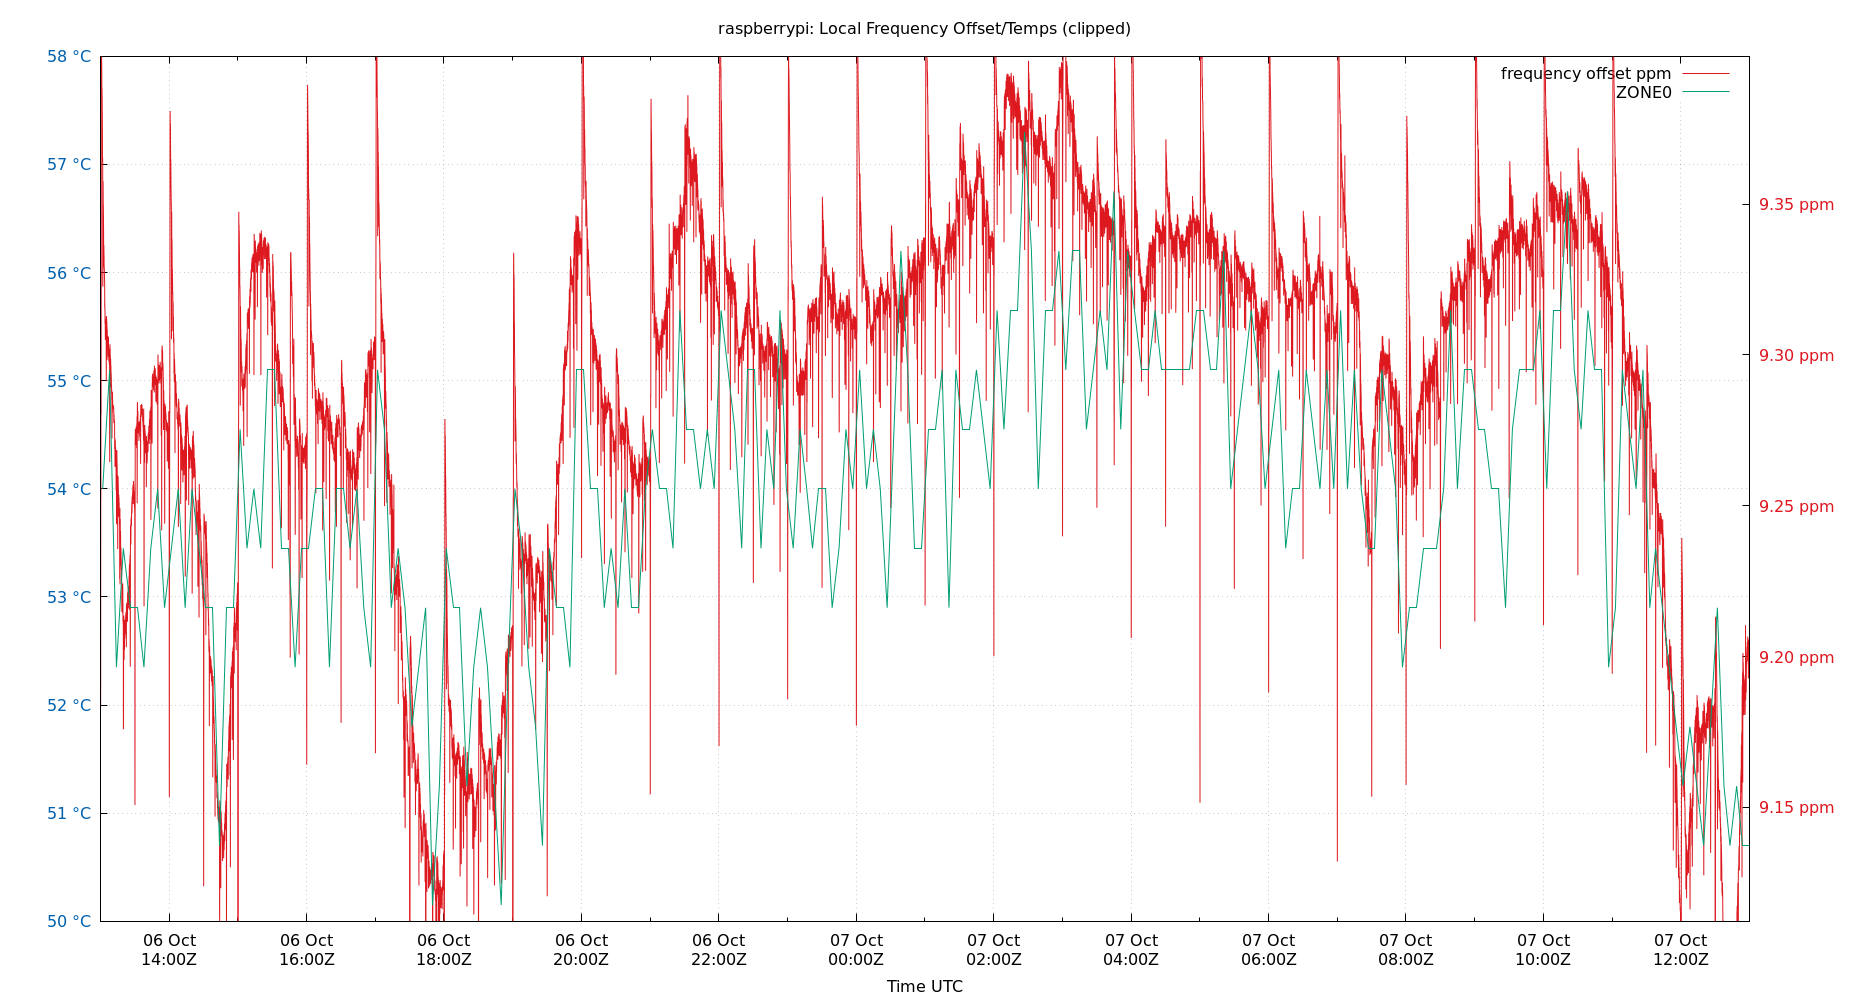 raspberrypi: Local Frequency Offset/Temps (clipped)
58 °C
57 °C
56 °C
55 °C
54 °C
53 °C
52 °C
51 °C
50 °C
frequency offset ppm
ZONE0
9.35 ppm
9.30 ppm
9.25 ppm
9.20 ppm
9.15 ppm
06 Oct 06 Oct 06 Oct 06 Oct 06 Oct 07 Oct 07 Oct 07 Oct 07 Oct 07 Oct 07 Oct 07 Oct
14:00Z 16:00Z 18:00Z 20:00Z 22:00Z 00:00Z 02:00Z 04:00Z 06:00Z 08:00Z 10:00Z 12:00Z
Time UTC